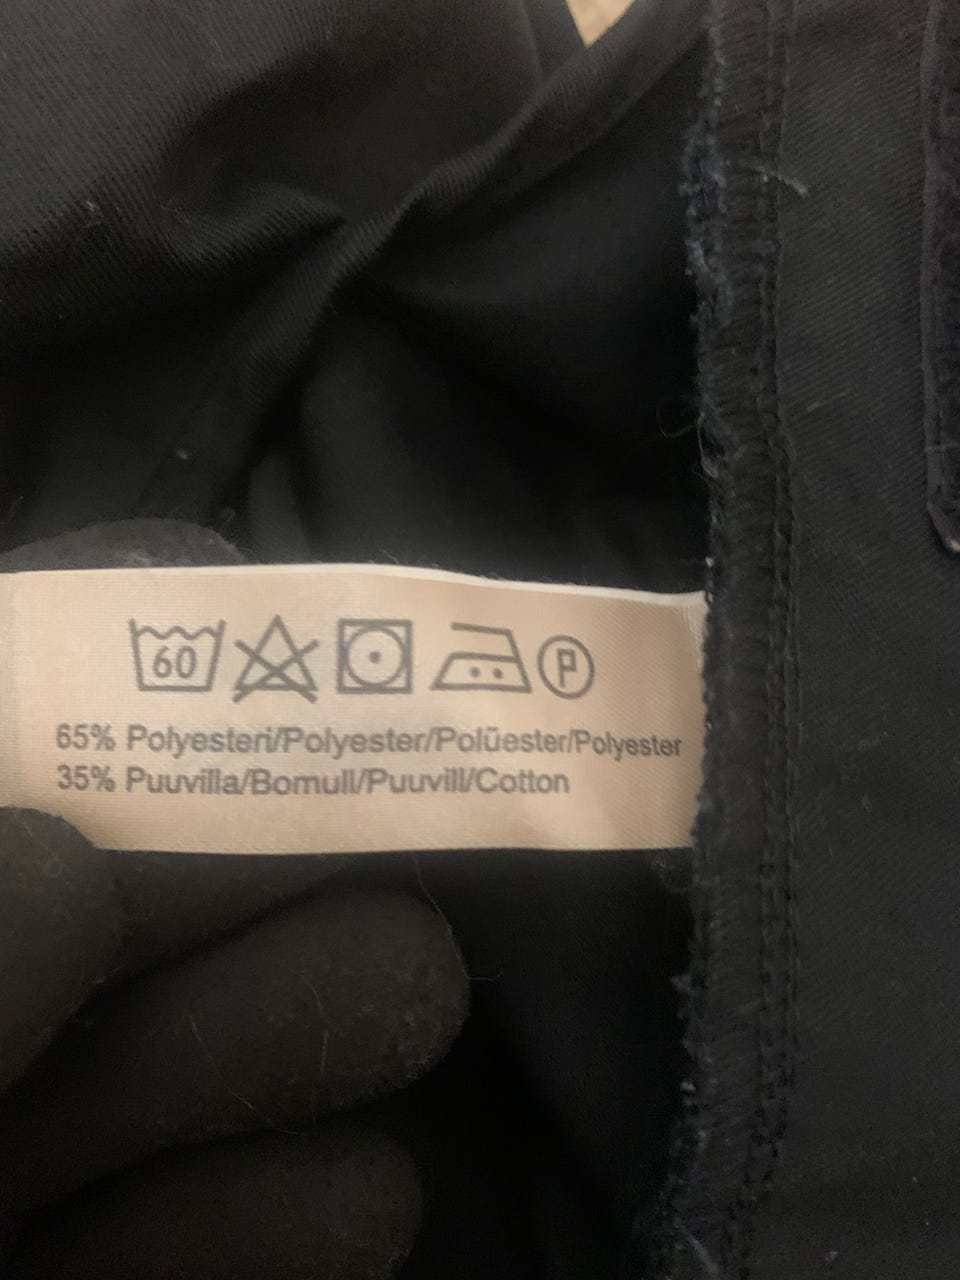 60 P
65% Polyesteri/Polyester/Polüester/Polyester
35% Puuvilla/Bomull/Puuvill/Cotton